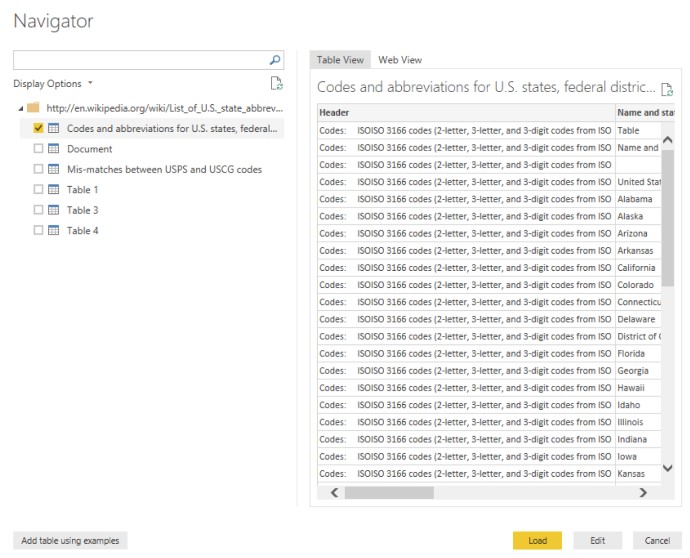 Navigator
Display Options
http://en.wikipedia.org/wiki/List_of_U.S._state_abbrev...
Codes and abbreviations for U.S. states, federal...
Document
Mis-matches between USPS and USCG codes
Table 1
Table 3
Table 4
Table View Web View
Codes and abbreviations for U.S. states, federal distric...
Header Name and stat
Codes: ISOISO 3166 codes (2-letter, 3-letter, and 3-digit codes from ISO Table
Codes: ISOISO 3166 codes (2-letter, 3-letter, and 3-digit codes from ISO Name and
Codes: ISOISO 3166 codes (2-letter, 3-letter, and 3-digit codes from ISO
Codes: ISOISO 3166 codes (2-letter, 3-letter, and 3-digit codes from ISO United Stat
Codes: ISOISO 3166 codes (2-letter, 3-letter, and 3-digit codes from ISO Alabama
Codes: ISOISO 3166 codes (2-letter, 3-letter, and 3-digit codes from ISO Alaska
Codes: ISOISO 3166 codes (2-letter, 3-letter, and 3-digit codes from ISO Arizona
Codes: ISOISO 3166 codes (2-letter, 3-letter, and 3-digit codes from ISO Arkansas
Codes: ISOISO 3166 codes (2-letter, 3-letter, and 3-digit codes from ISO California
Codes: ISOISO 3166 codes (2-letter, 3-letter, and 3-digit codes from ISO Colorado
Codes: ISOISO 3166 codes (2-letter, 3-letter, and 3-digit codes from ISO Connecticu
Codes: ISOISO 3166 codes (2-letter, 3-letter, and 3-digit codes from ISO Delaware
Codes: ISOISO 3166 codes (2-letter, 3-letter, and 3-digit codes from ISO District of
Codes: ISOISO 3166 codes (2-letter, 3-letter, and 3-digit codes from ISO Florida
Codes: ISOISO 3166 codes (2-letter, 3-letter, and 3-digit codes from ISO Georgia
Codes: ISOISO 3166 codes (2-letter, 3-letter, and 3-digit codes from ISO Hawaii
Codes: ISOISO 3166 codes (2-letter, 3-letter, and 3-digit codes from ISO Idaho
Codes: ISOISO 3166 codes (2-letter, 3-letter, and 3-digit codes from ISO Illinois
Codes: ISOISO 3166 codes (2-letter, 3-letter, and 3-digit codes from ISO Indiana
Codes: ISOISO 3166 codes (2-letter, 3-letter, and 3-digit codes from ISO Iowa
Codes: ISOISO 3166 codes (2-letter, 3-letter, and 3-digit codes from ISO Kansas
Add table using examples
Load Edit Cancel